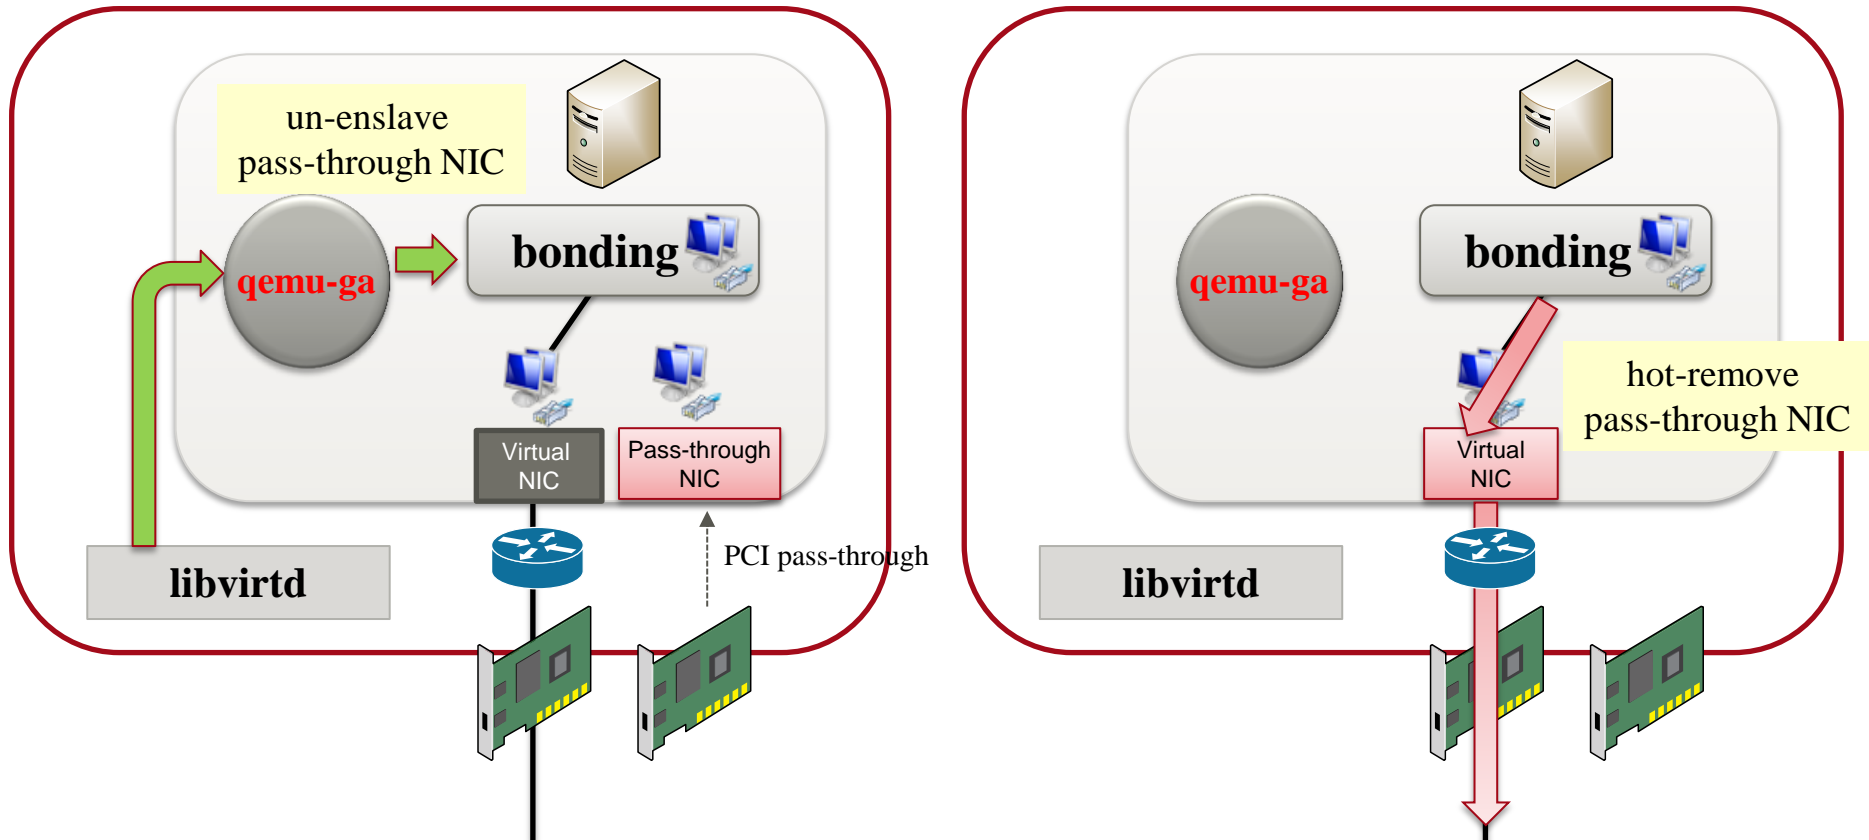 un-enslave
pass-through NIC
bonding
qemu-ga
Virtual
NIC
Pass-through
NIC
PCI pass-through
libvirtd
bonding
qemu-ga
hot-remove
pass-through NIC
Virtual
NIC
libvirtd